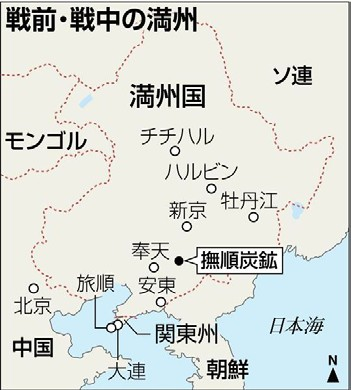 戦前・戦中の満州
ソ連
満州国
モンゴル
チチハル
ハルビン
牡丹江
新京
奉天
撫順炭鉱
安東
旅順
北京
関東州
日本海
中国
大連
朝鮮
N